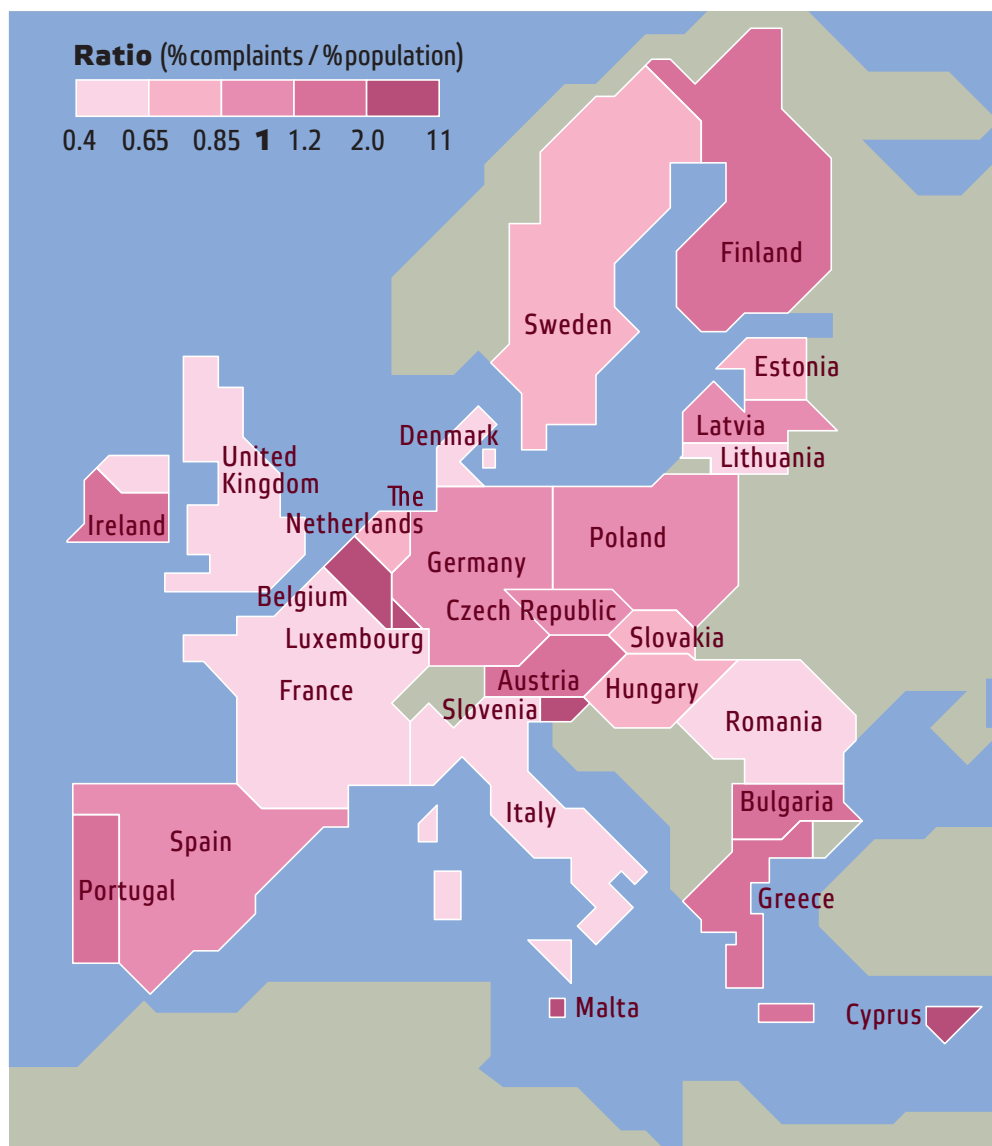 Ratio (% complaints / % population)
0.4 0.65 0.85 1 1.2 2.0 11
Finland
Sweden
Estonia
Latvia
Lithuania
Denmark
United
Kingdom
Ireland
The
Netherlands
Germany
Poland
Belgium
Czech Republic
Luxembourg
Slovakia
France
Austria
Hungary
Slovenia
Romania
Italy
Bulgaria
Spain
Portugal
Greece
Malta
Cyprus